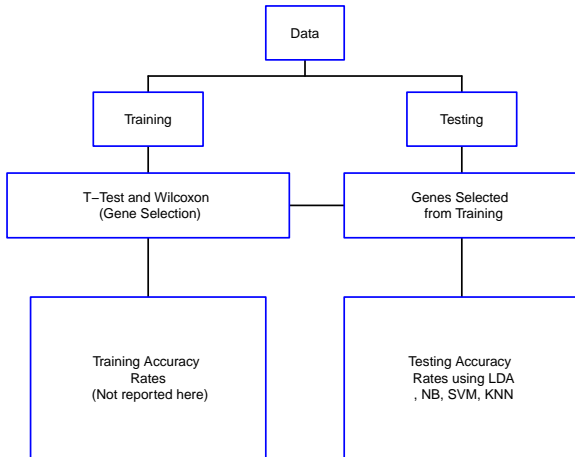 Data
Training
Testing
T−Test and Wilcoxon
(Gene Selection)
Genes Selected
from Training
Training Accuracy
Rates
(Not reported here)
Testing Accuracy
Rates using LDA
, NB, SVM, KNN